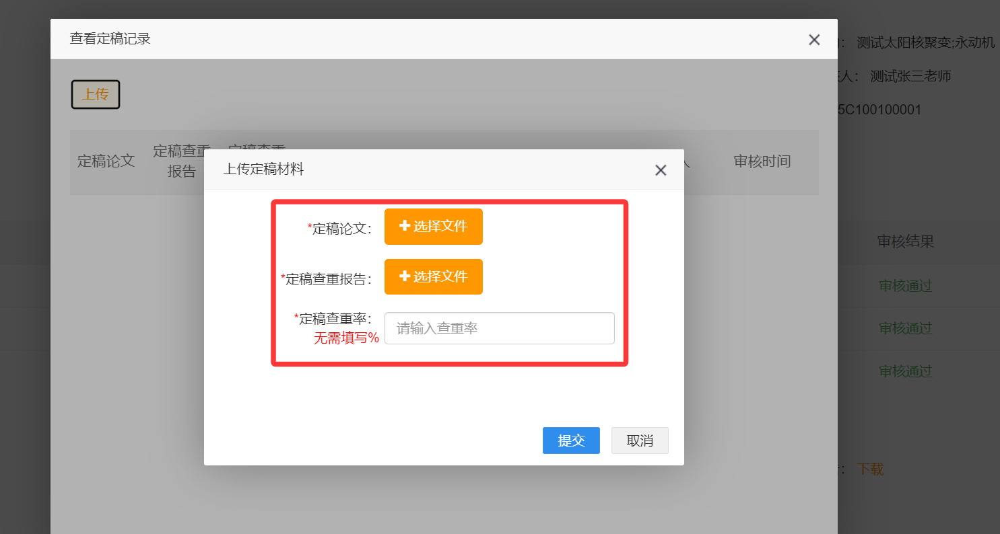 查看定稿记录
：测试太阳核聚变;永动机
人：测试张三老师
5C100100001
上传
定稿论文
定稿查重
报告
定稿查重
审核时间
上传定稿材料
*定稿论文：
选择文件
*定稿查重报告：
选择文件
*定稿查重率：
无需填写%
请输入查重率
提交
取消
审核结果
审核通过
审核通过
审核通过
：下载